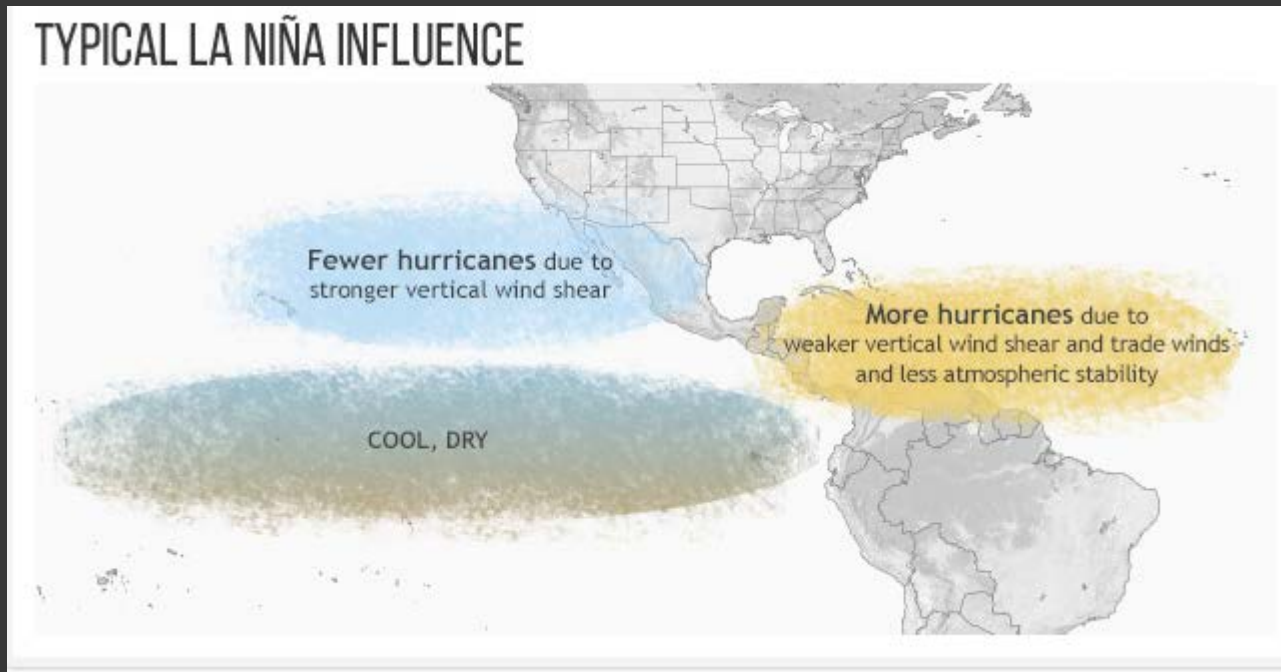 TYPICAL LA NIÑA INFLUENCE
Fewer hurricanes due to
stronger vertical wind shear
More hurricanes due to
weaker vertical wind shear and trade winds
and less atmospheric stability
COOL, DRY